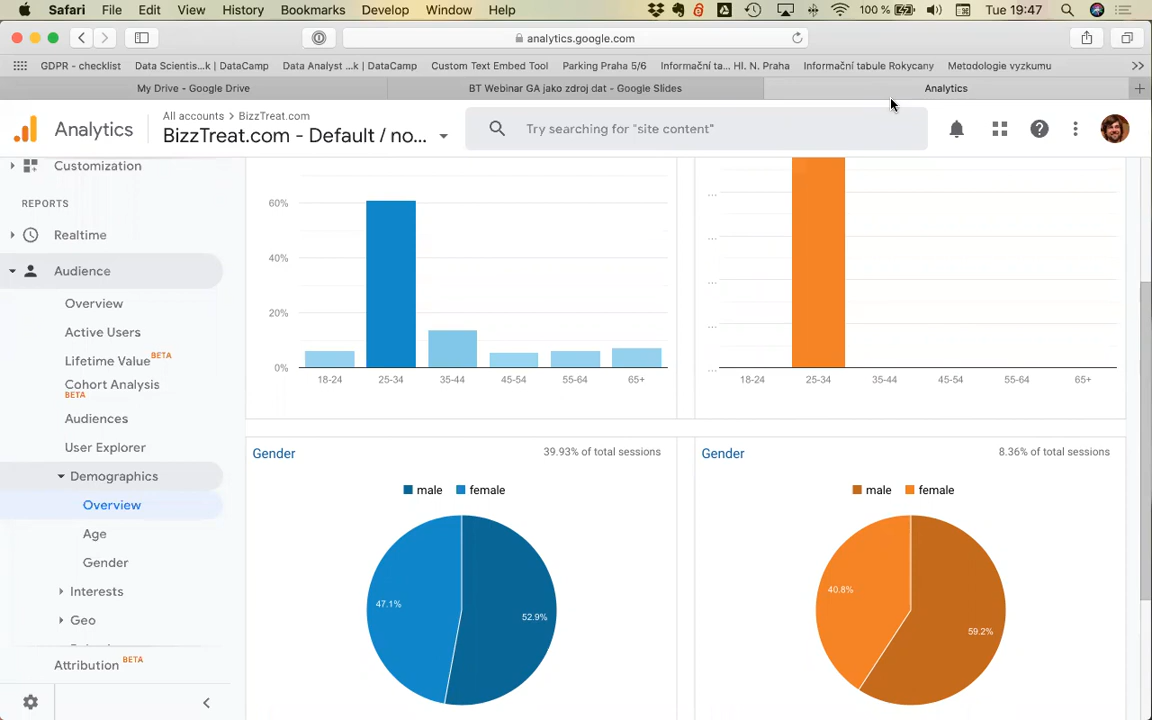 Safari File Edit View History Bookmarks Develop Window Help 100 % Tue 19:47
analytics.google.com
GDPR - checklist Data Scientis...k | DataCamp Data Analyst ...k | DataCamp Custom Text Embed Tool Parking Praha 5/6 Informační ta... Hl. N. Praha Informační tabule Rokycany Metodologie vyzkumu
My Drive - Google Drive BT Webinar GA jako zdroj dat - Google Slides Analytics
Analytics
All accounts > BizzTreat.com
BizzTreat.com - Default / no...
Try searching for "site content"
Customization
REPORTS
Realtime
Audience
Overview
Active Users
Lifetime Value BETA
Cohort Analysis
BETA
Audiences
User Explorer
Demographics
Overview
Age
Gender
Interests
Geo
Attribution BETA
60%
40%
20%
0%
18-24 25-34 35-44 45-54 55-64 65+
...
...
...
...
...
18-24 25-34 35-44 45-54 55-64 65+
Gender 39.93% of total sessions
male female
47.1%
52.9%
Gender 8.36% of total sessions
male female
40.8%
59.2%